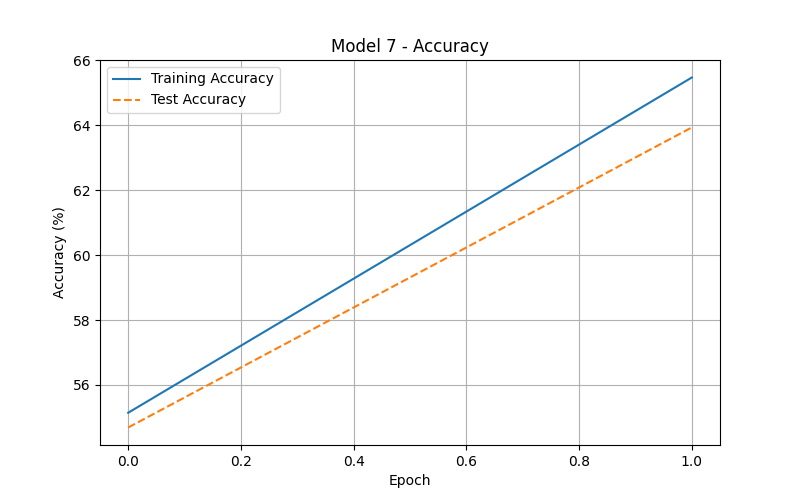 Model 7 - Accuracy
Training Accuracy
Test Accuracy
Accuracy (%)
66
64
62
60
58
56
0.0 0.2 0.4 0.6 0.8 1.0
Epoch